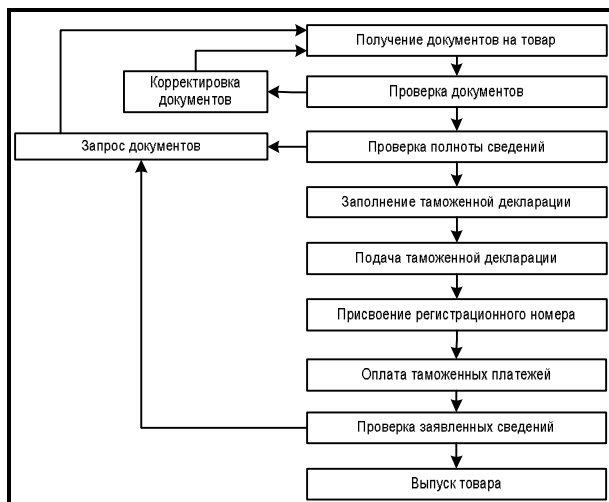 Получение документов на товар
Корректировка
документов
Проверка документов
Запрос документов
Проверка полноты сведений
Заполнение таможенной декларации
Подача таможенной декларации
Присвоение регистрационного номера
Оплата таможенных платежей
Проверка заявленных сведений
Выпуск товара